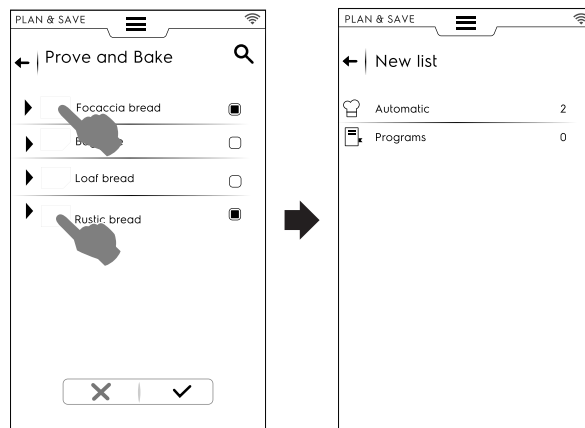 PLAN & SAVE
Prove and Bake
Focaccia bread
Loaf bread
Rustic bread
PLAN & SAVE
New list
Automatic 2
Programs 0